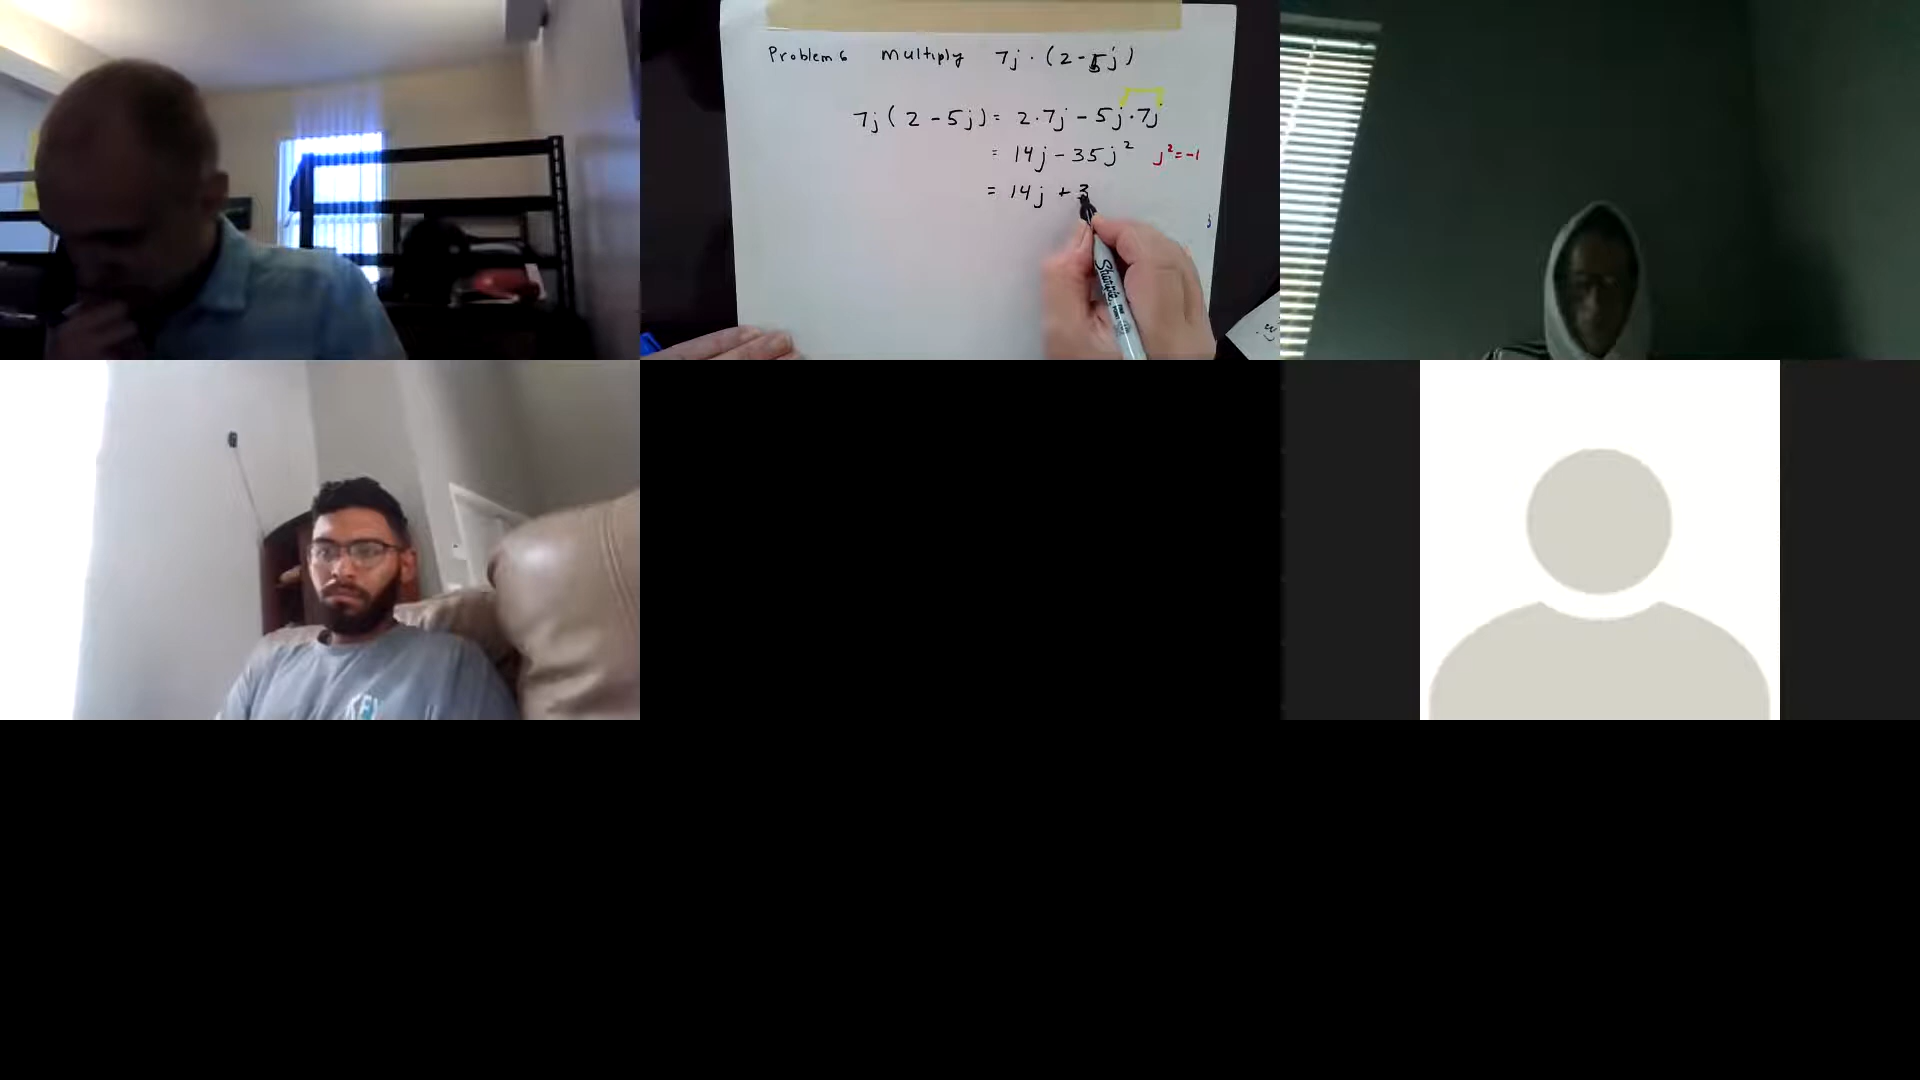 Problem 6 Multiply 7j · (2 - 5j)
7j ( 2 - 5j ) = 2 · 7j - 5j · 7j
= 14j - 35j² j² = -1
= 14j + 3
Sharpie